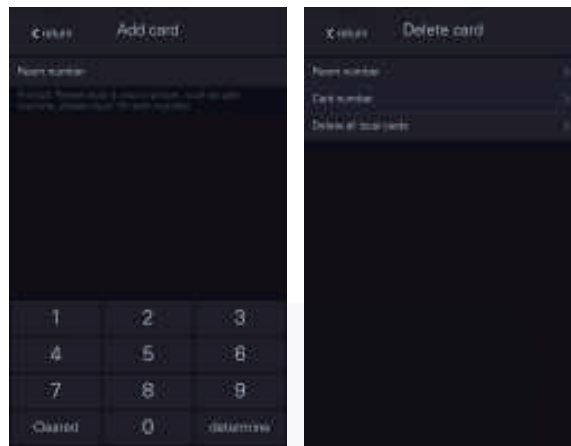 return Add card
Room number
1 2 3
4 5 6
7 8 9
Cleared 0 determine
return Delete card
Room number
Card number
Delete all local cards